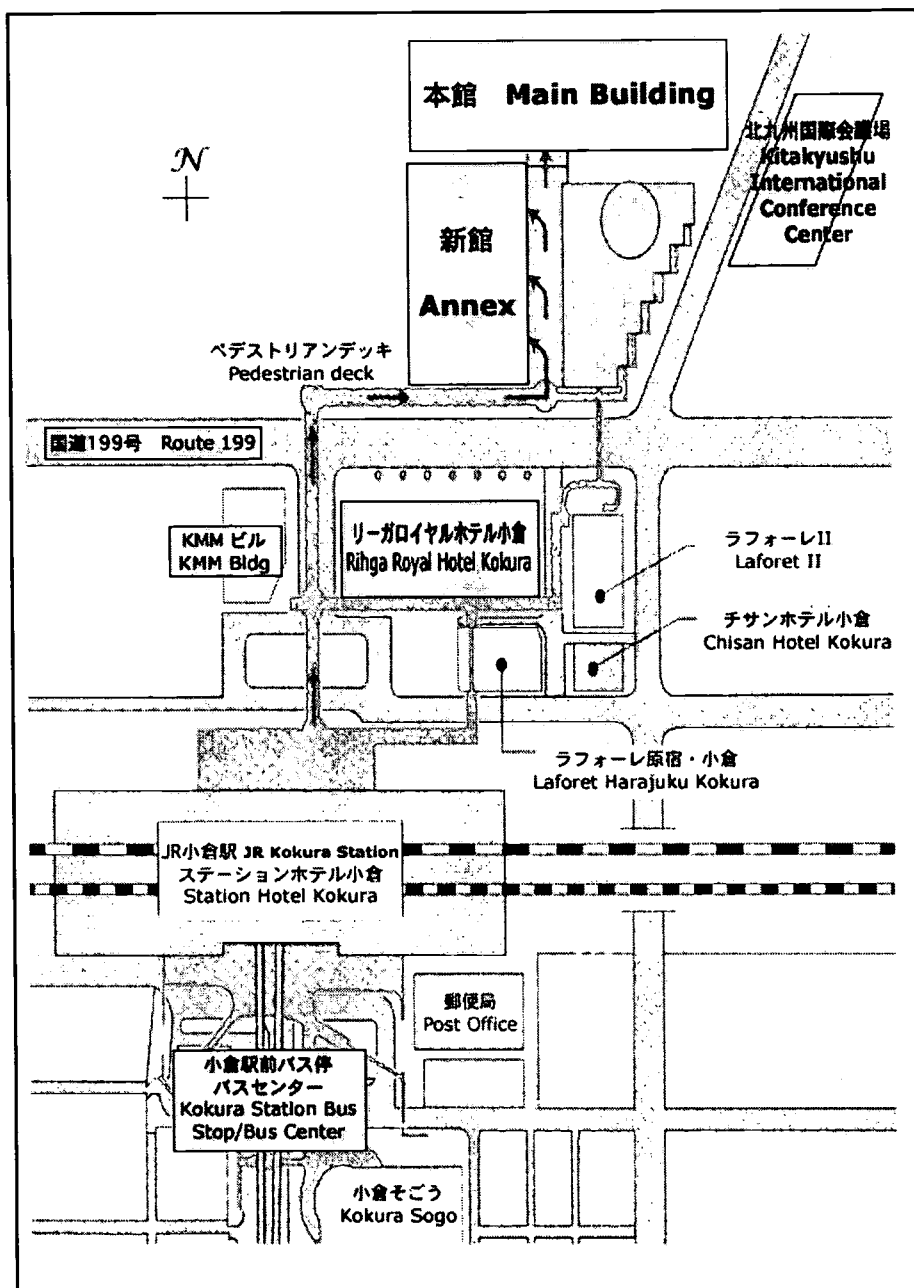 本館 Main Building
北九州国際会議場
Kitakyushu
International
Conference
Center
N
新館
Annex
ペデストリアンデッキ
Pedestrian deck
国道199号 Route 199
KMM ビル
KMM Bldg
リーガロイヤルホテル小倉
Rihga Royal Hotel Kokura
ラフォーレII
Laforet II
チサンホテル小倉
Chisan Hotel Kokura
ラフォーレ原宿・小倉
Laforet Harajuku Kokura
JR小倉駅 JR Kokura Station
ステーションホテル小倉
Station Hotel Kokura
郵便局
Post Office
小倉駅前バス停
バスセンター
Kokura Station Bus
Stop/Bus Center
小倉そごう
Kokura Sogo